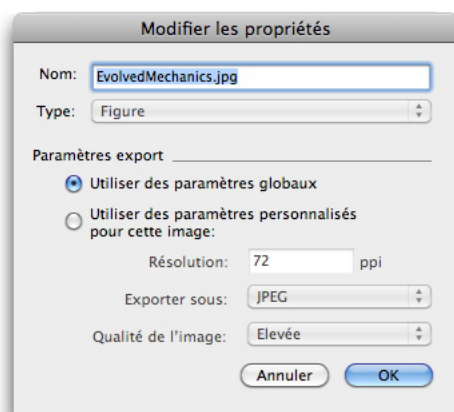 Modifier les propriétés
Nom: EvolvedMechanics.jpg
Type: Figure
Paramètres export
Utiliser des paramètres globaux
Utiliser des paramètres personnalisés
pour cette image:
Résolution: 72 ppi
Exporter sous: JPEG
Qualité de l'image: Elevée
Annuler OK